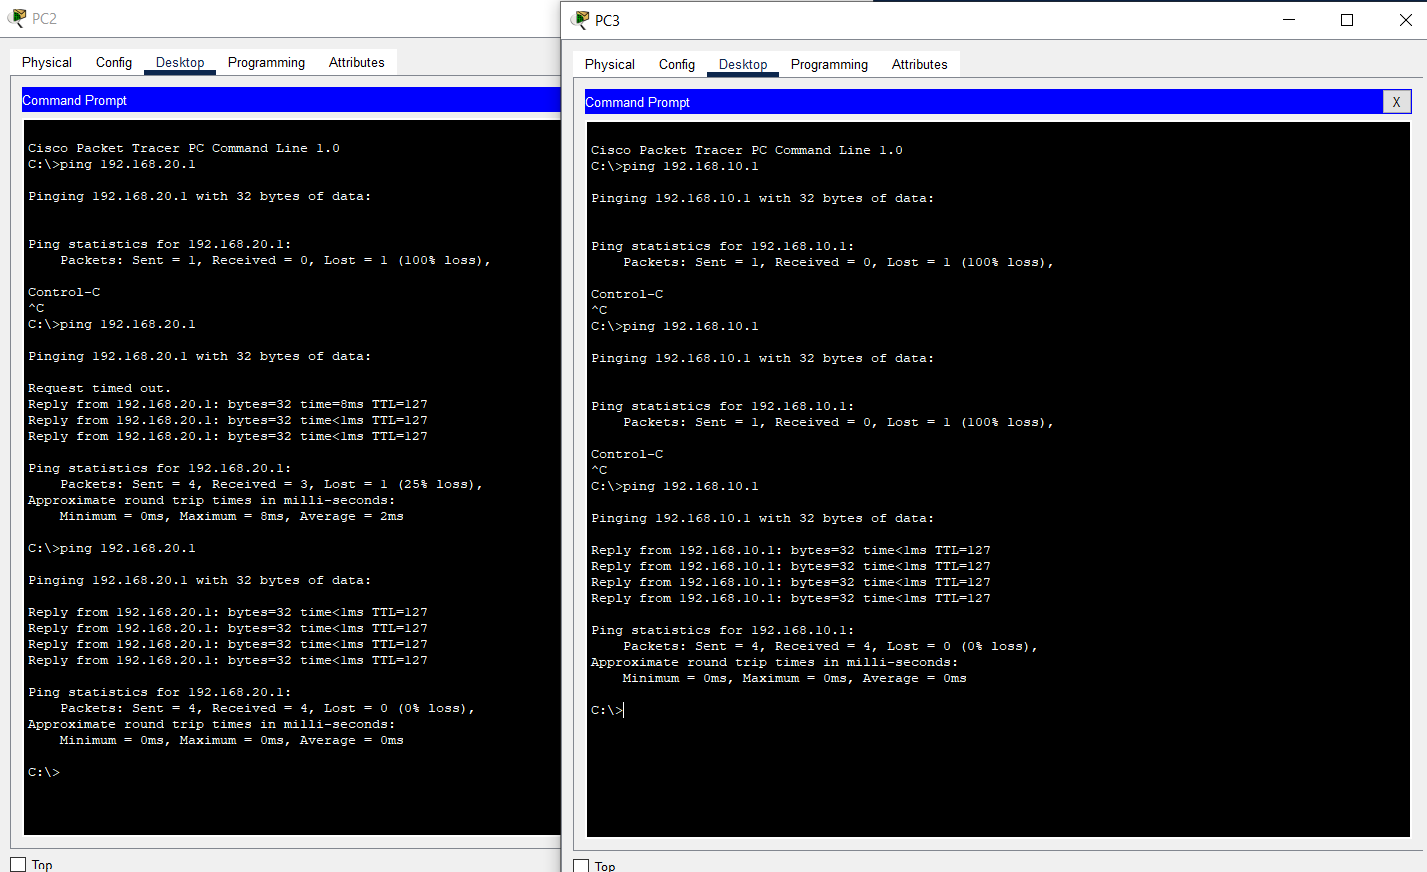 PC2
Physical Config Desktop Programming Attributes
Command Prompt
Cisco Packet Tracer PC Command Line 1.0
C:\>ping 192.168.20.1
Pinging 192.168.20.1 with 32 bytes of data:
Ping statistics for 192.168.20.1:
Packets: Sent = 1, Received = 0, Lost = 1 (100% loss),
Control-C
^C
C:\>ping 192.168.20.1
Pinging 192.168.20.1 with 32 bytes of data:
Request timed out.
Reply from 192.168.20.1: bytes=32 time=8ms TTL=127
Reply from 192.168.20.1: bytes=32 time<1ms TTL=127
Reply from 192.168.20.1: bytes=32 time<1ms TTL=127
Ping statistics for 192.168.20.1:
Packets: Sent = 4, Received = 3, Lost = 1 (25% loss),
Approximate round trip times in milli-seconds:
Minimum = 0ms, Maximum = 8ms, Average = 2ms
C:\>ping 192.168.20.1
Pinging 192.168.20.1 with 32 bytes of data:
Reply from 192.168.20.1: bytes=32 time<1ms TTL=127
Reply from 192.168.20.1: bytes=32 time<1ms TTL=127
Reply from 192.168.20.1: bytes=32 time<1ms TTL=127
Reply from 192.168.20.1: bytes=32 time<1ms TTL=127
Ping statistics for 192.168.20.1:
Packets: Sent = 4, Received = 4, Lost = 0 (0% loss),
Approximate round trip times in milli-seconds:
Minimum = 0ms, Maximum = 0ms, Average = 0ms
C:\>
Top
PC3
Physical Config Desktop Programming Attributes
Command Prompt X
Cisco Packet Tracer PC Command Line 1.0
C:\>ping 192.168.10.1
Pinging 192.168.10.1 with 32 bytes of data:
Ping statistics for 192.168.10.1:
Packets: Sent = 1, Received = 0, Lost = 1 (100% loss),
Control-C
^C
C:\>ping 192.168.10.1
Pinging 192.168.10.1 with 32 bytes of data:
Ping statistics for 192.168.10.1:
Packets: Sent = 1, Received = 0, Lost = 1 (100% loss),
Control-C
^C
C:\>ping 192.168.10.1
Pinging 192.168.10.1 with 32 bytes of data:
Reply from 192.168.10.1: bytes=32 time<1ms TTL=127
Reply from 192.168.10.1: bytes=32 time<1ms TTL=127
Reply from 192.168.10.1: bytes=32 time<1ms TTL=127
Reply from 192.168.10.1: bytes=32 time<1ms TTL=127
Ping statistics for 192.168.10.1:
Packets: Sent = 4, Received = 4, Lost = 0 (0% loss),
Approximate round trip times in milli-seconds:
Minimum = 0ms, Maximum = 0ms, Average = 0ms
C:\>
Top